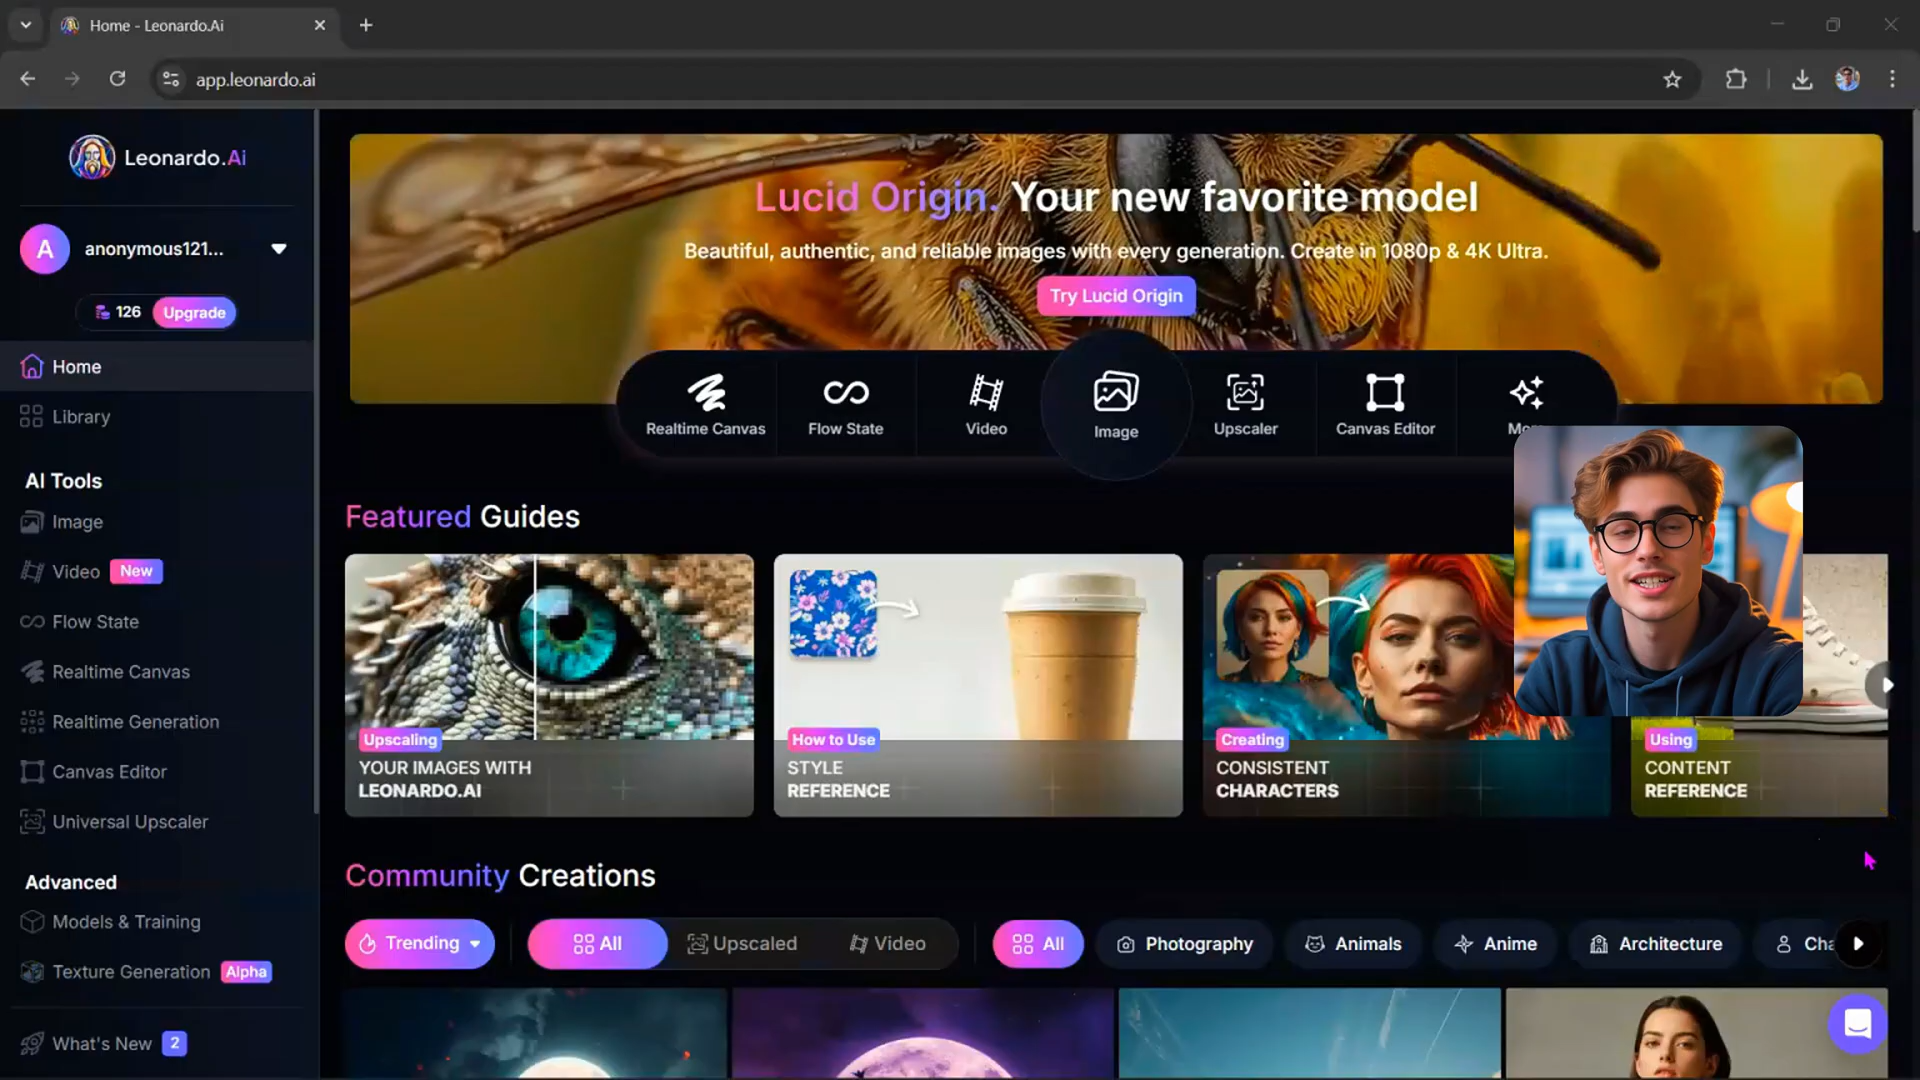 Home - Leonardo.Ai
app.leonardo.ai
Leonardo.Ai
A
anonymous121...
126
Upgrade
Home
Library
AI Tools
Image
Video New
Flow State
Realtime Canvas
Realtime Generation
Canvas Editor
Universal Upscaler
Advanced
Models & Training
Texture Generation Alpha
What's New 2
Lucid Origin. Your new favorite model
Beautiful, authentic, and reliable images with every generation. Create in 1080p & 4K Ultra.
Try Lucid Origin
Realtime Canvas
Flow State
Video
Image
Upscaler
Canvas Editor
Featured Guides
Upscaling
YOUR IMAGES WITH
LEONARDO.AI
How to Use
STYLE
REFERENCE
Creating
CONSISTENT
CHARACTERS
Using
CONTENT
REFERENCE
Community Creations
Trending
All
Upscaled
Video
All
Photography
Animals
Anime
Architecture
Cha